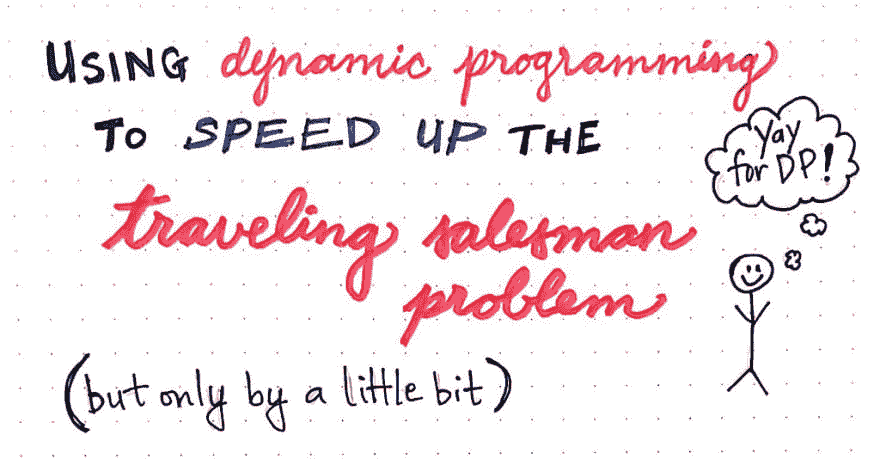 USING dynamic programming
TO SPEED UP THE
traveling salesman
problem
(but only by a little bit)
yay
for DP!